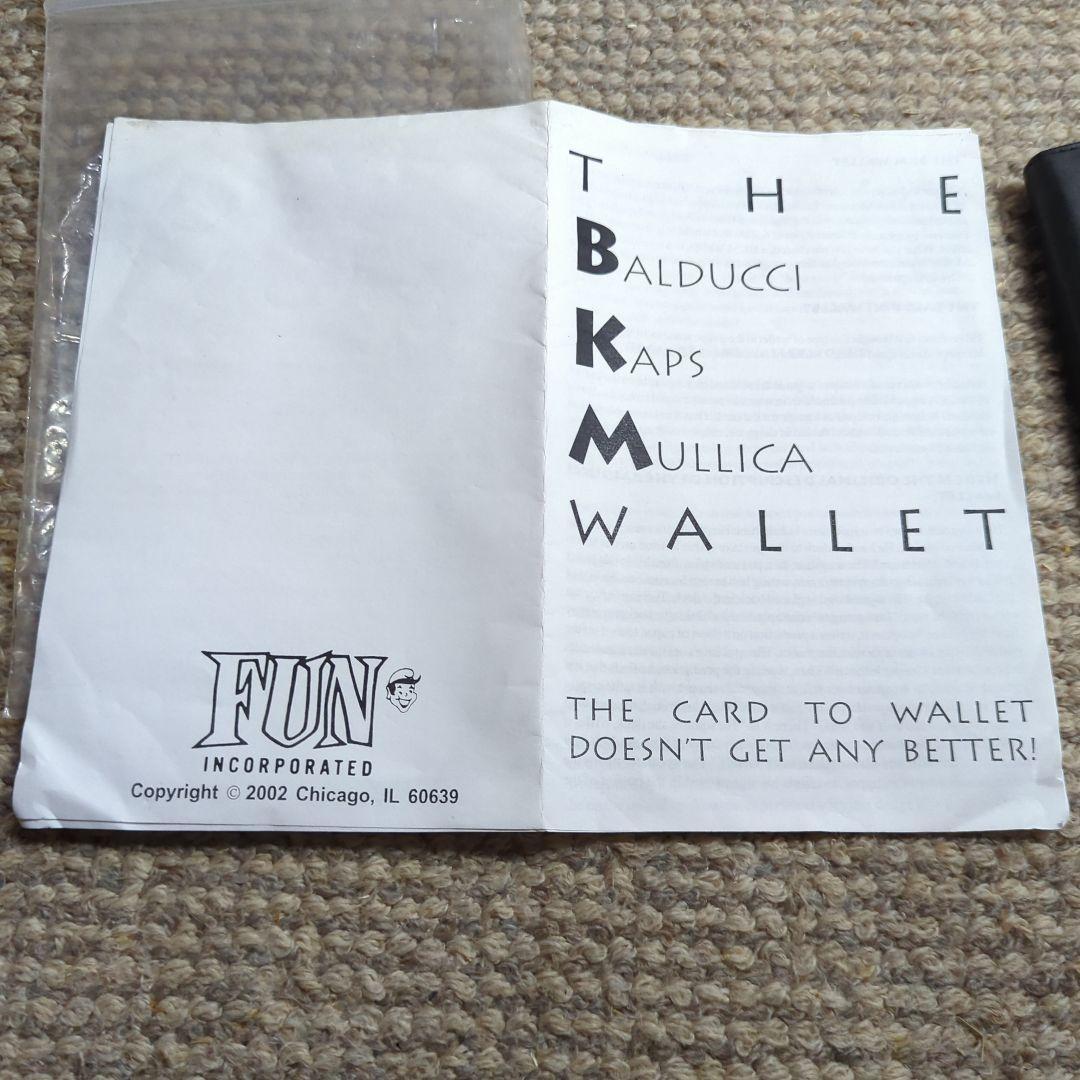 THE
BALDUCCI
KAPS
MULLICA
WALLET
THE CARD TO WALLET
DOESN'T GET ANY BETTER!
FUN
INCORPORATED
Copyright © 2002 Chicago, IL 60639